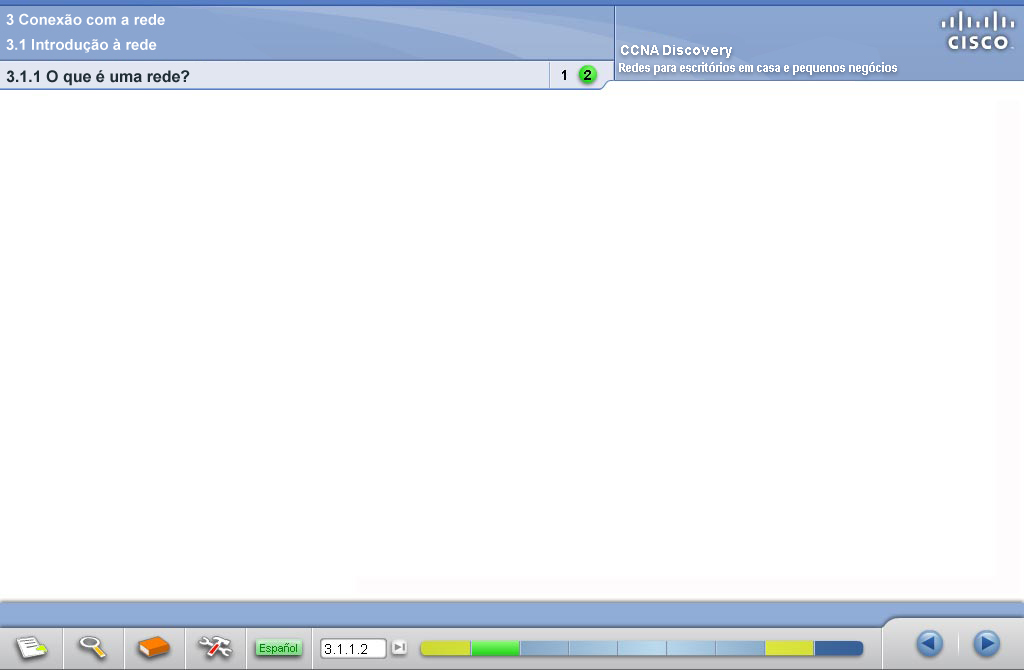 3 Conexão com a rede
3.1 Introdução à rede
3.1.1 O que é uma rede?
1 2
CCNA Discovery
Redes para escritórios em casa e pequenos negócios
CISCO
Español
3.1.1.2